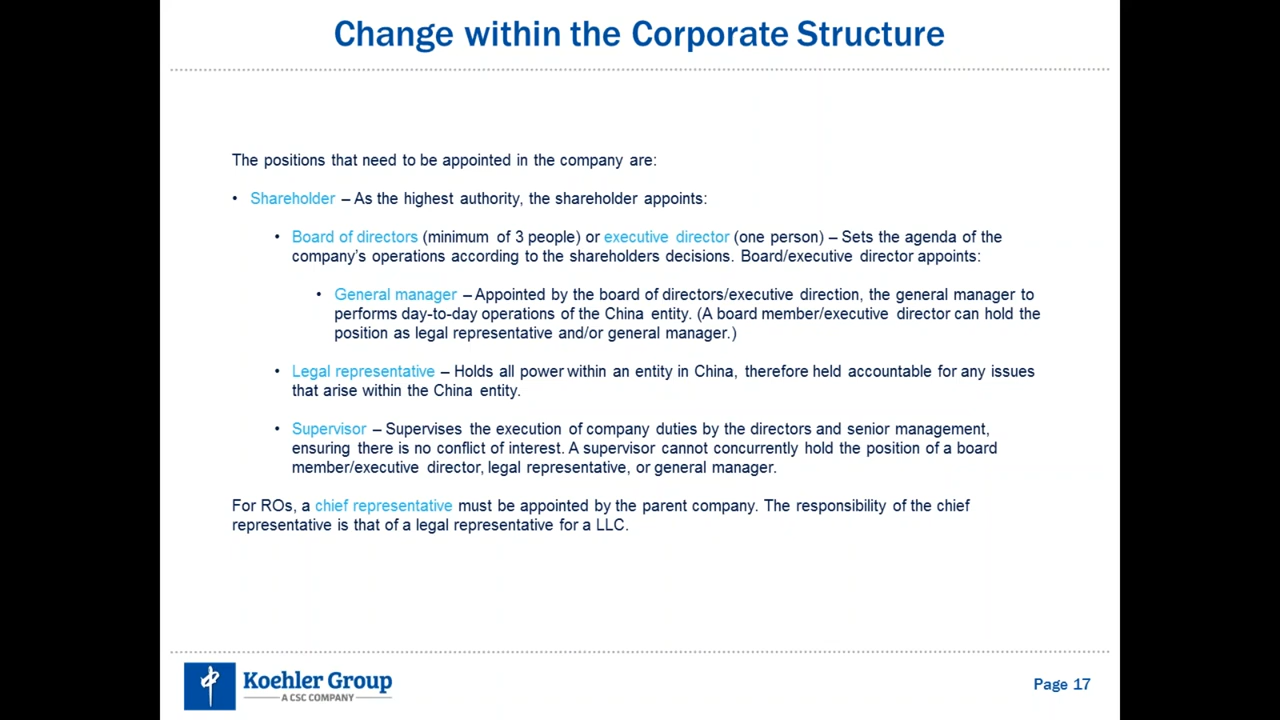 Change within the Corporate Structure
The positions that need to be appointed in the company are:
• Shareholder – As the highest authority, the shareholder appoints:
• Board of directors (minimum of 3 people) or executive director (one person) – Sets the agenda of the
company's operations according to the shareholders decisions. Board/executive director appoints:
• General manager – Appointed by the board of directors/executive direction, the general manager to
performs day-to-day operations of the China entity. (A board member/executive director can hold the
position as legal representative and/or general manager.)
• Legal representative – Holds all power within an entity in China, therefore held accountable for any issues
that arise within the China entity.
• Supervisor – Supervises the execution of company duties by the directors and senior management,
ensuring there is no conflict of interest. A supervisor cannot concurrently hold the position of a board
member/executive director, legal representative, or general manager.
For ROs, a chief representative must be appointed by the parent company. The responsibility of the chief
representative is that of a legal representative for a LLC.
Koehler Group
A CSC COMPANY
Page 17